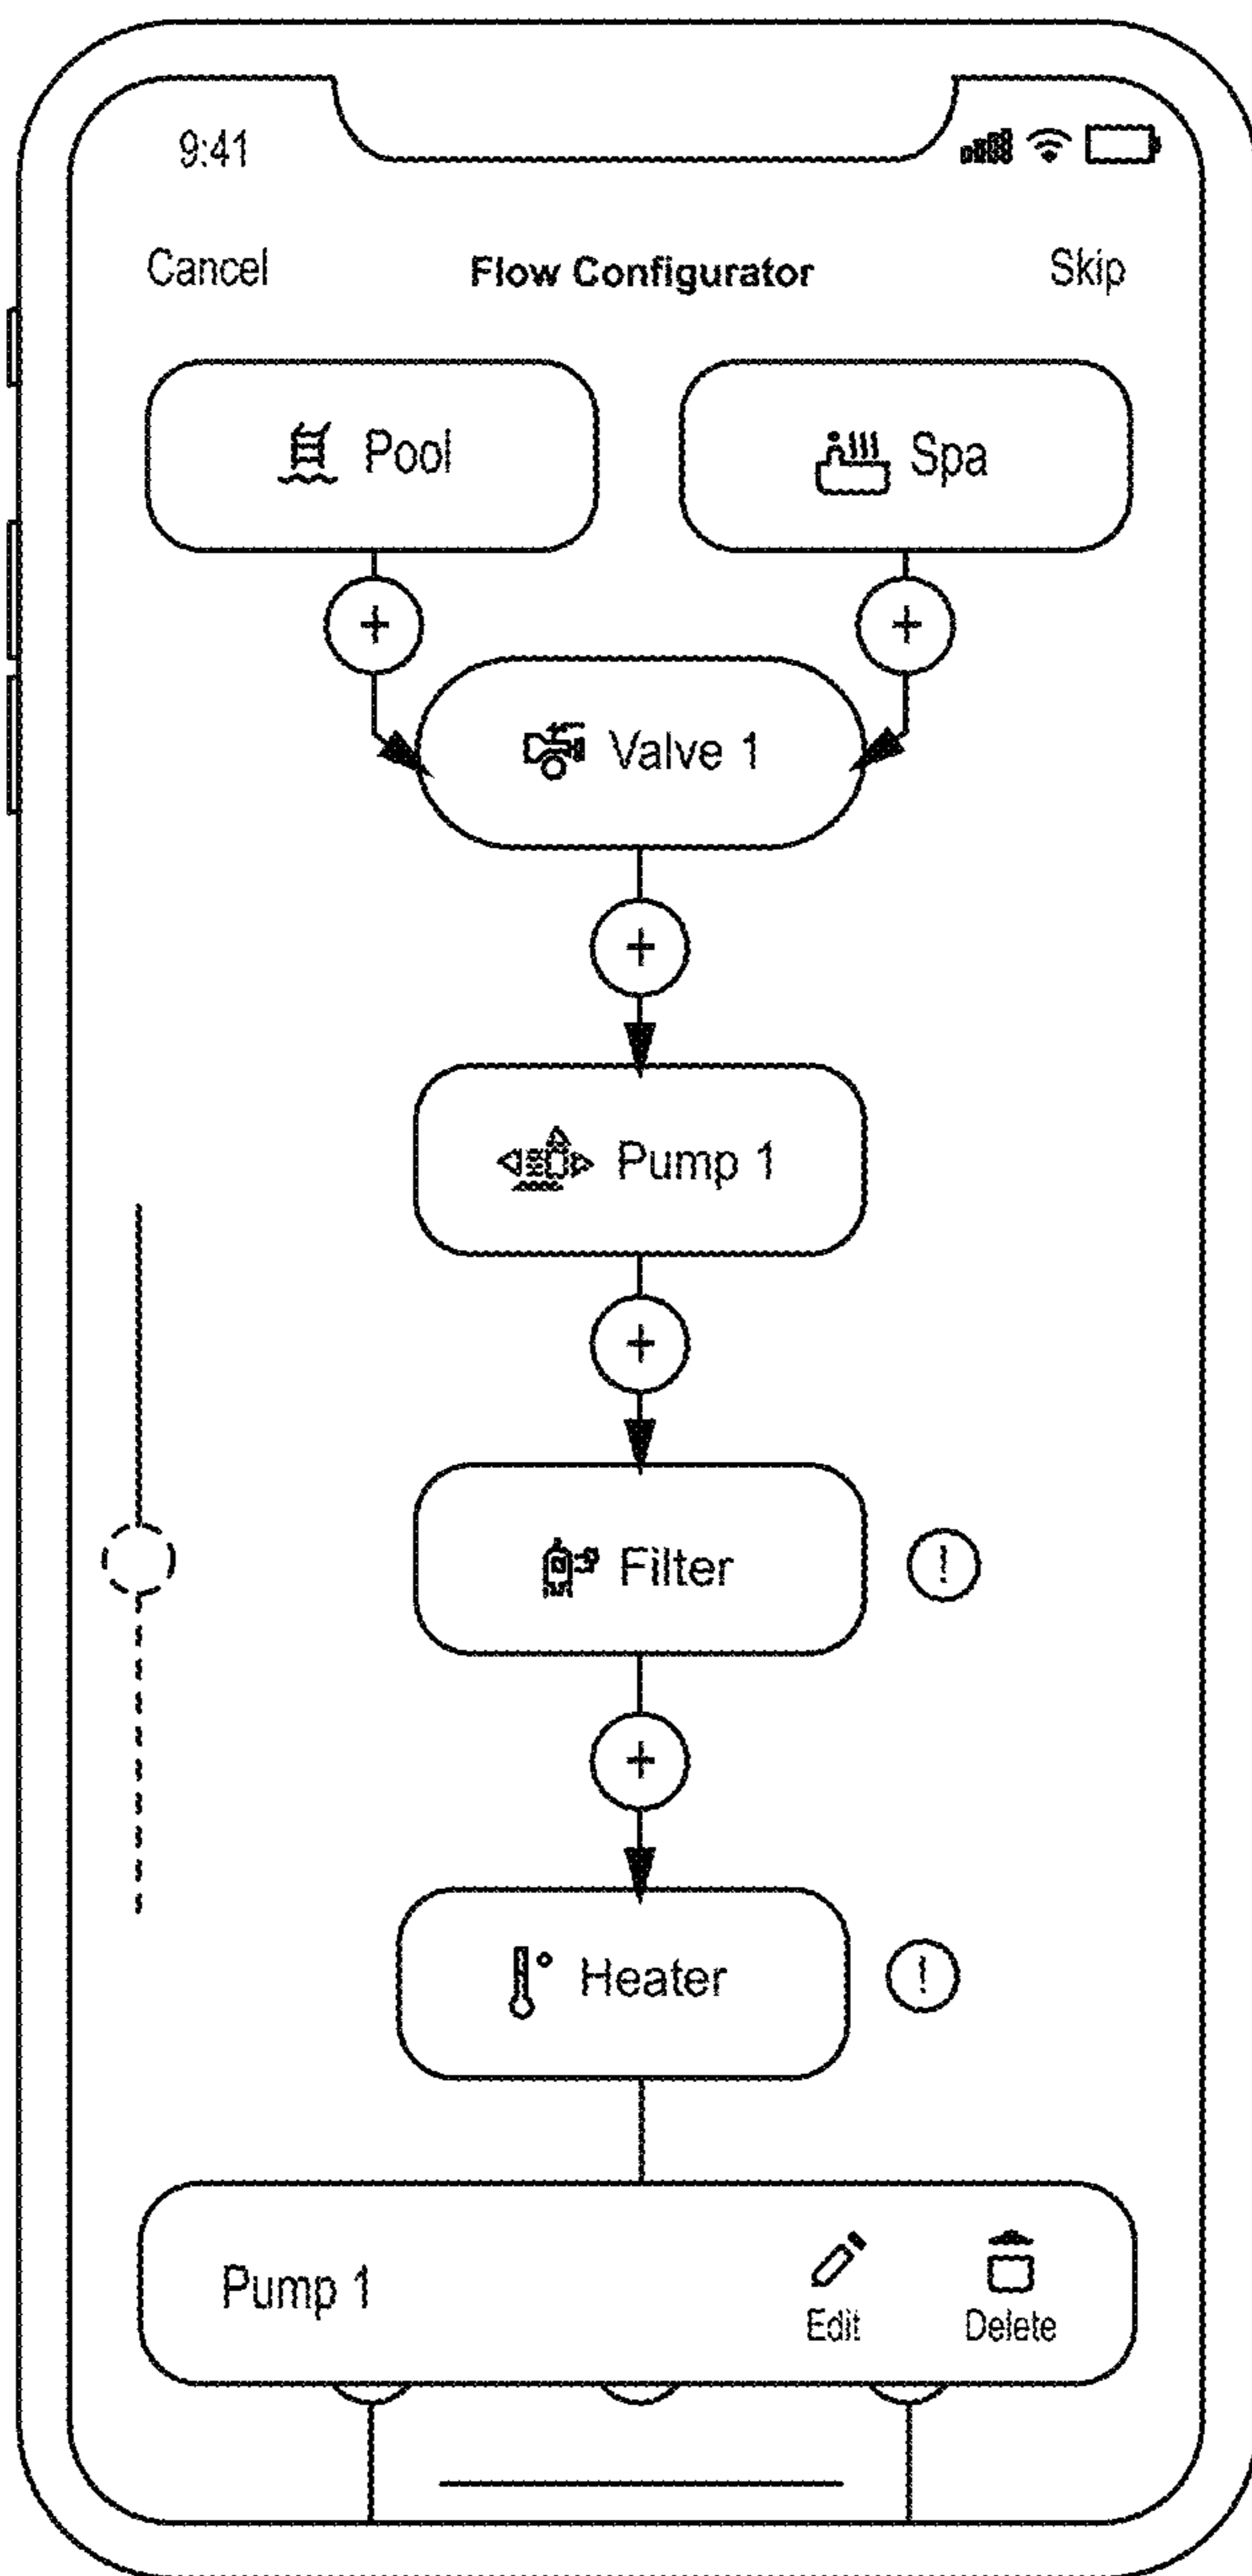 9:41
Cancel Flow Configurator Skip
Pool Spa
+ +
Valve 1
+
Pump 1
+
Filter !
+
Heater !
Pump 1
Edit Delete